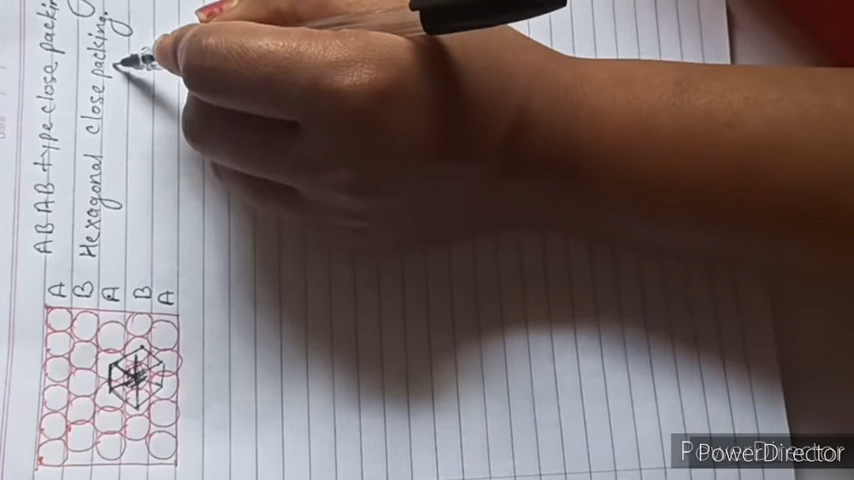 ABAB type close packin
Hexagonal close packing.
A
B
A
B
A
PowerDirector